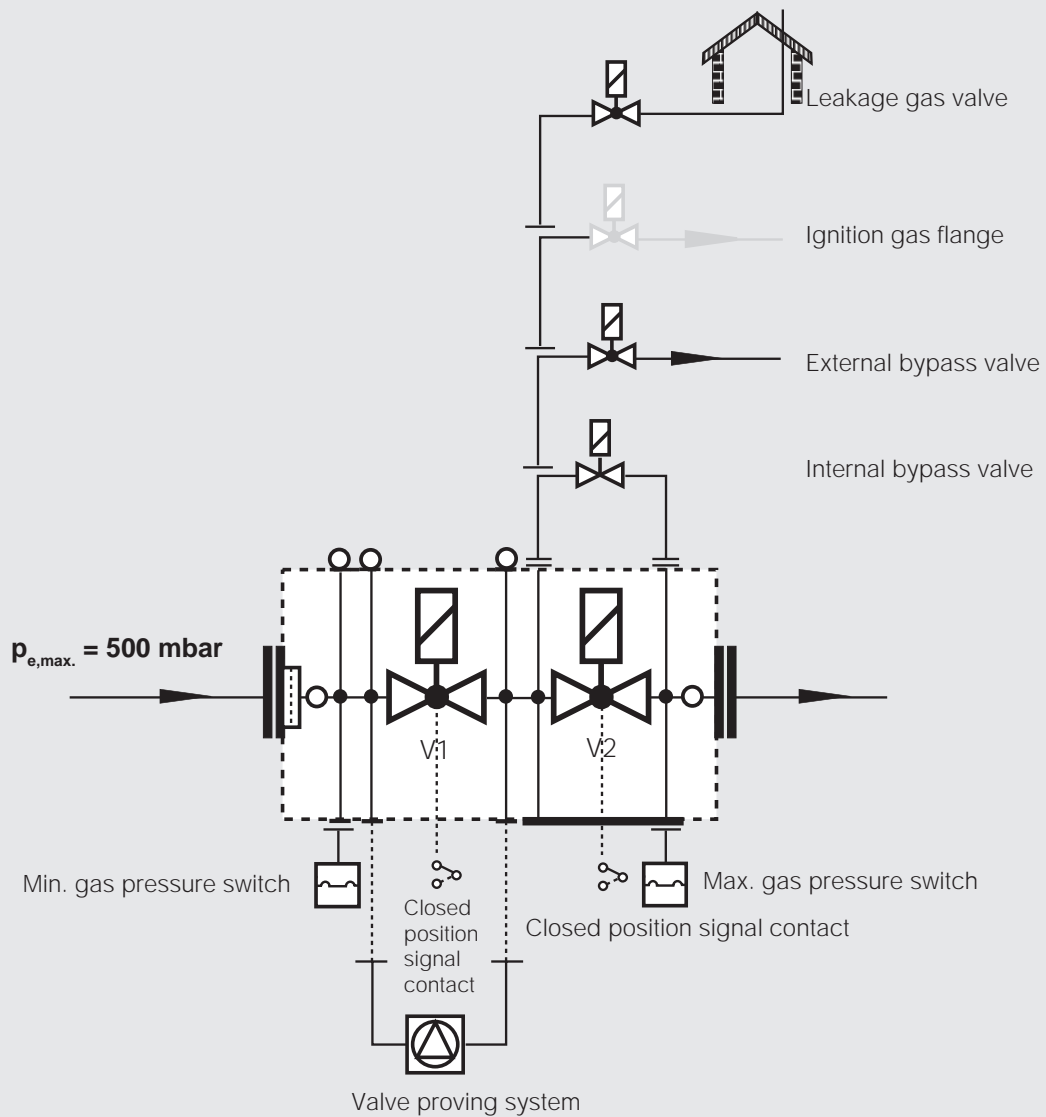 Leakage gas valve
Ignition gas flange
External bypass valve
Internal bypass valve
pe,max. = 500 mbar
V1
V2
Min. gas pressure switch
Max. gas pressure switch
Closed
position
signal
contact
Closed position signal contact
Valve proving system